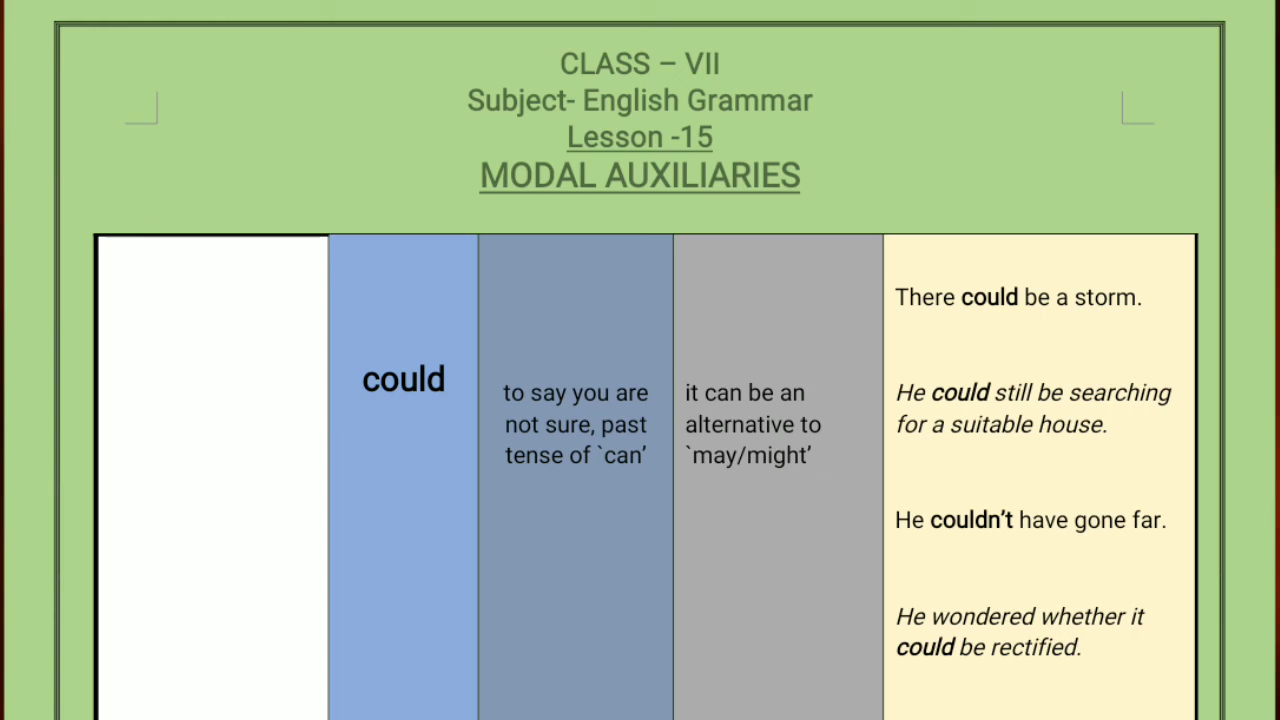 CLASS – VII
Subject- English Grammar
Lesson -15
MODAL AUXILIARIES
could
to say you are
not sure, past
tense of `can’
it can be an
alternative to
`may/might’
There could be a storm.
He could still be searching
for a suitable house.
He couldn’t have gone far.
He wondered whether it
could be rectified.